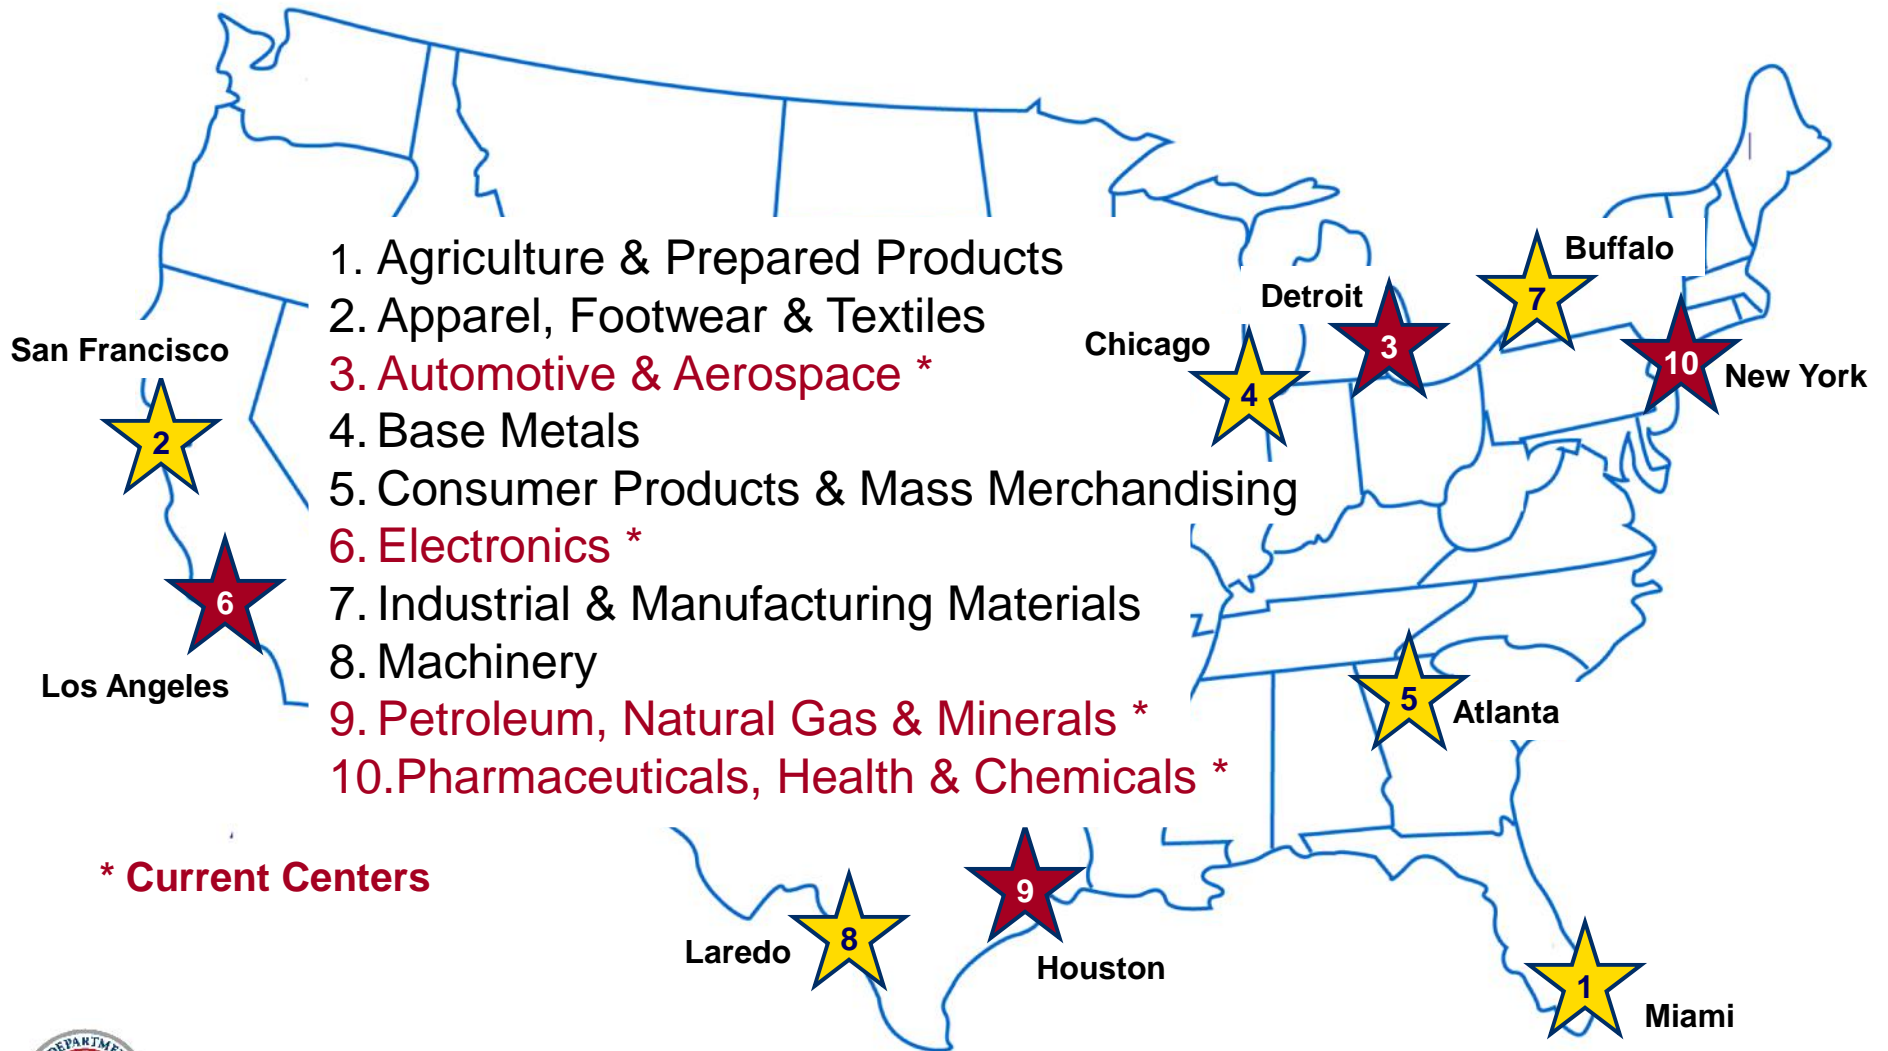 Buffalo
7
1. Agriculture & Prepared Products
Detroit
2. Apparel, Footwear & Textiles
Chicago
3
San Francisco
3. Automotive & Aerospace *
10
New York
4
2
4. Base Metals
5. Consumer Products & Mass Merchandising
6. Electronics *
6
7. Industrial & Manufacturing Materials
8. Machinery
Los Angeles
5
Atlanta
9. Petroleum, Natural Gas & Minerals *
10.Pharmaceuticals, Health & Chemicals *
* Current Centers
9
8
Laredo
Houston
1
Miami